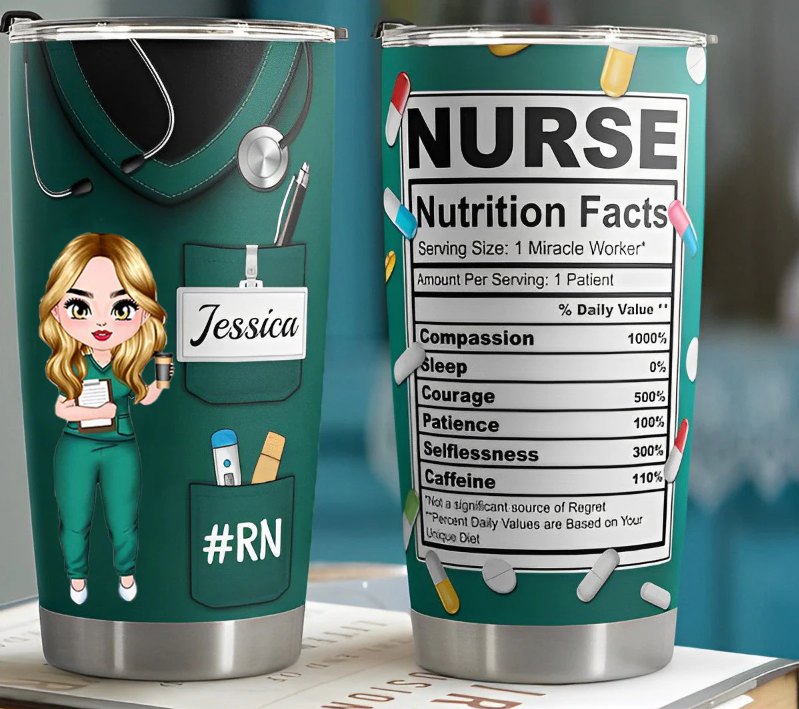 Jessica
#RN
NURSE
Nutrition Facts
Serving Size: 1 Miracle Worker*
Amount Per Serving: 1 Patient
% Daily Value **
Compassion 1000%
Sleep 0%
Courage 500%
Patience 100%
Selflessness 300%
Caffeine 110%
*Not a significant source of Regret
**Percent Daily Values are Based on Your
Unique Diet